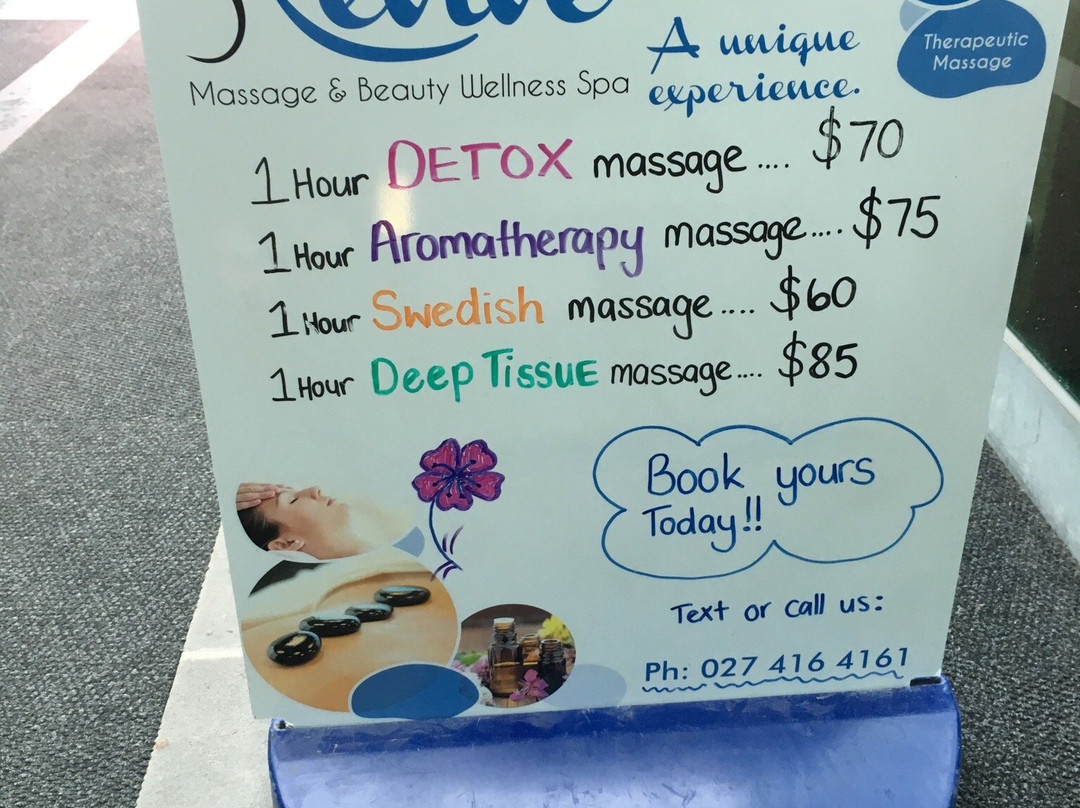 Massage & Beauty Wellness Spa
A unique
experience.
Therapeutic
Massage
1 Hour DETOX massage .... $70
1 Hour Aromatherapy massage.... $75
1 Hour Swedish massage .... $60
1 Hour Deep Tissue massage.... $85
Book yours
Today!!
Text or call us:
Ph: 027 416 4161